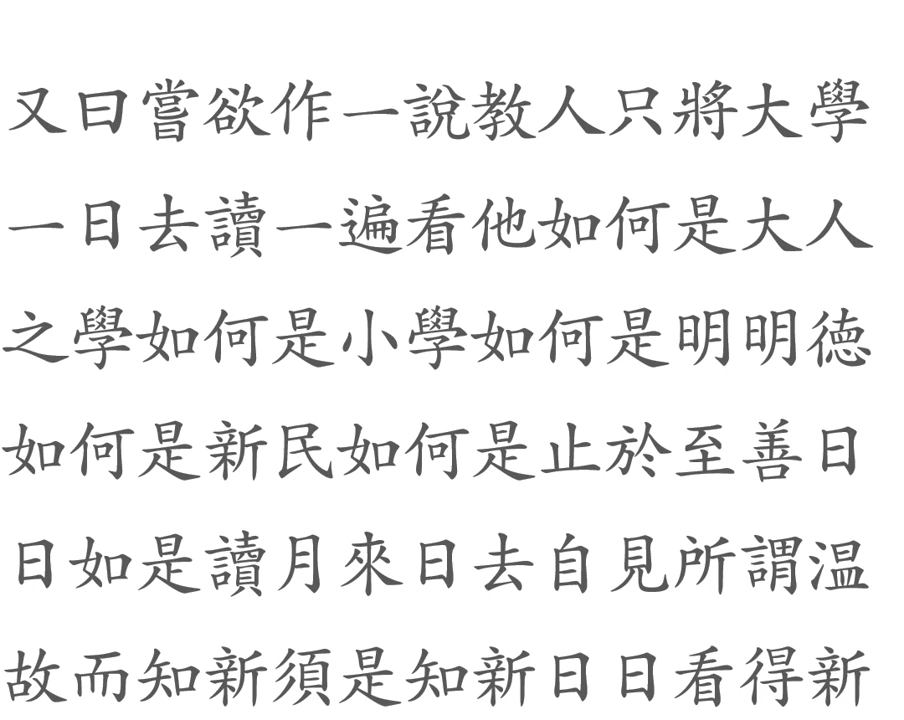 又曰嘗欲作一說教人只將大學
一日去讀一遍看他如何是大人
之學如何是小學如何是明明徳
如何是新民如何是止於至善日
日如是讀月來日去自見所謂温
故而知新須是知新日日看得新